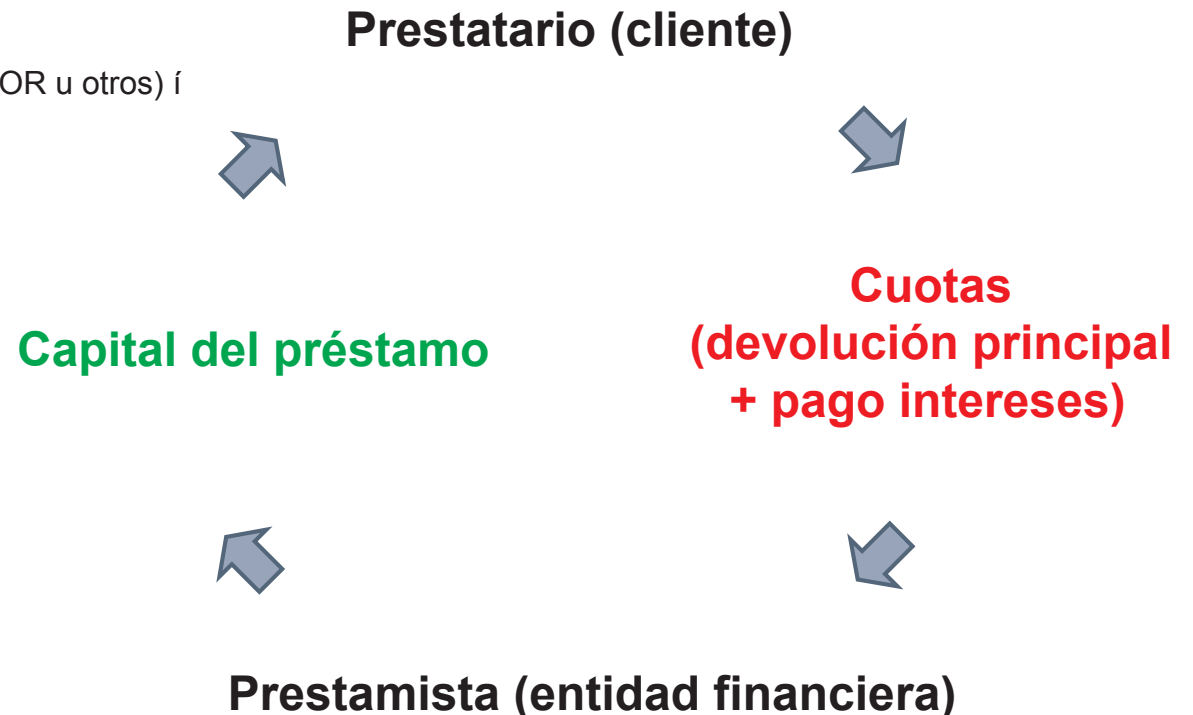 Prestatario (cliente)
OR u otros) í
Cuotas
(devolución principal
+ pago intereses)
Capital del préstamo
Prestamista (entidad financiera)